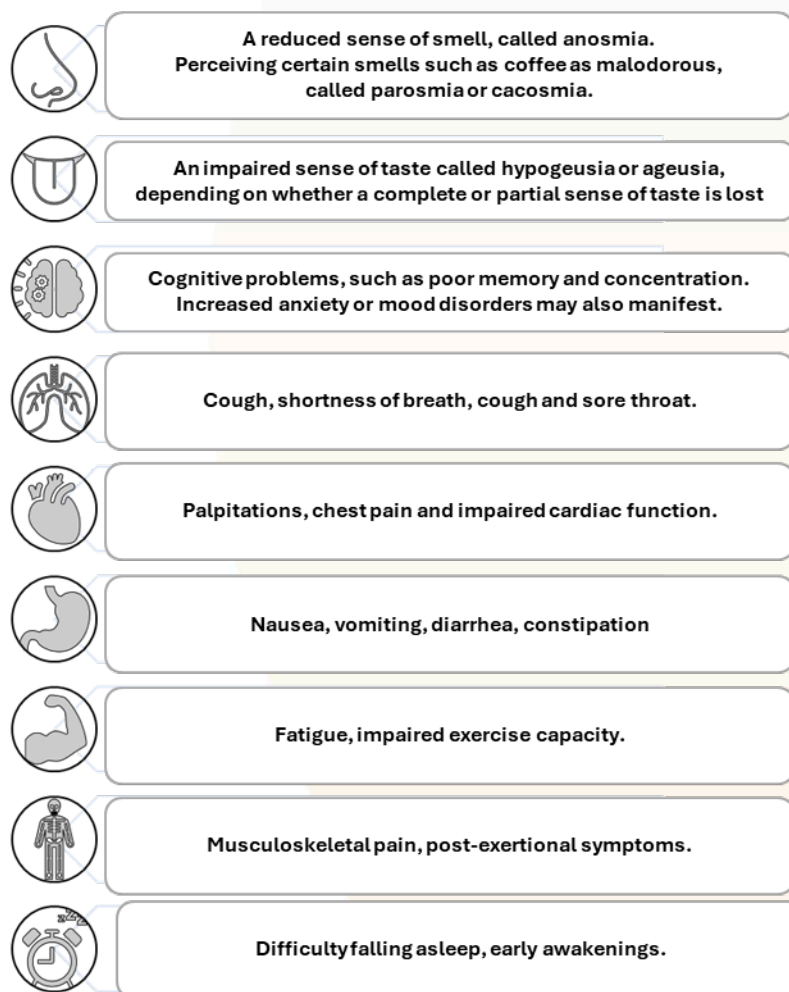 A reduced sense of smell, called anosmia.
Perceiving certain smells such as coffee as malodorous,
called parosmia or cacosmia.
An impaired sense of taste called hypogeusia or ageusia,
depending on whether a complete or partial sense of taste is lost
Cognitive problems, such as poor memory and concentration.
Increased anxiety or mood disorders may also manifest.
Cough, shortness of breath, cough and sore throat.
Palpitations, chest pain and impaired cardiac function.
Nausea, vomiting, diarrhea, constipation
Fatigue, impaired exercise capacity.
Musculoskeletal pain, post-exertional symptoms.
zZZz
Difficulty falling asleep, early awakenings.